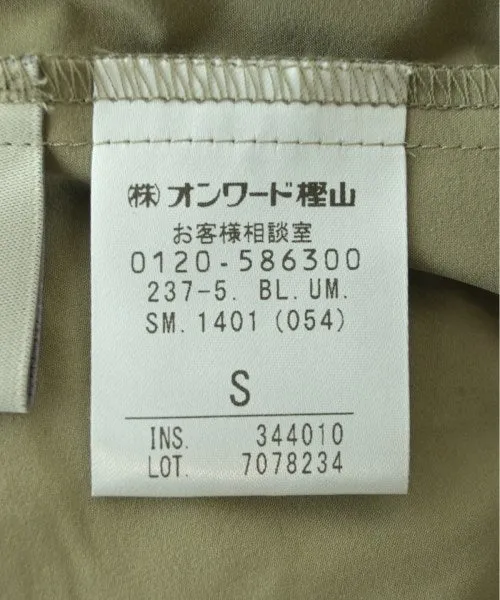 (株) オンワード樫山
お客様相談室
0120-586300
237-5. BL. UM.
SM. 1401 (054)
S
INS. 344010
LOT. 7078234